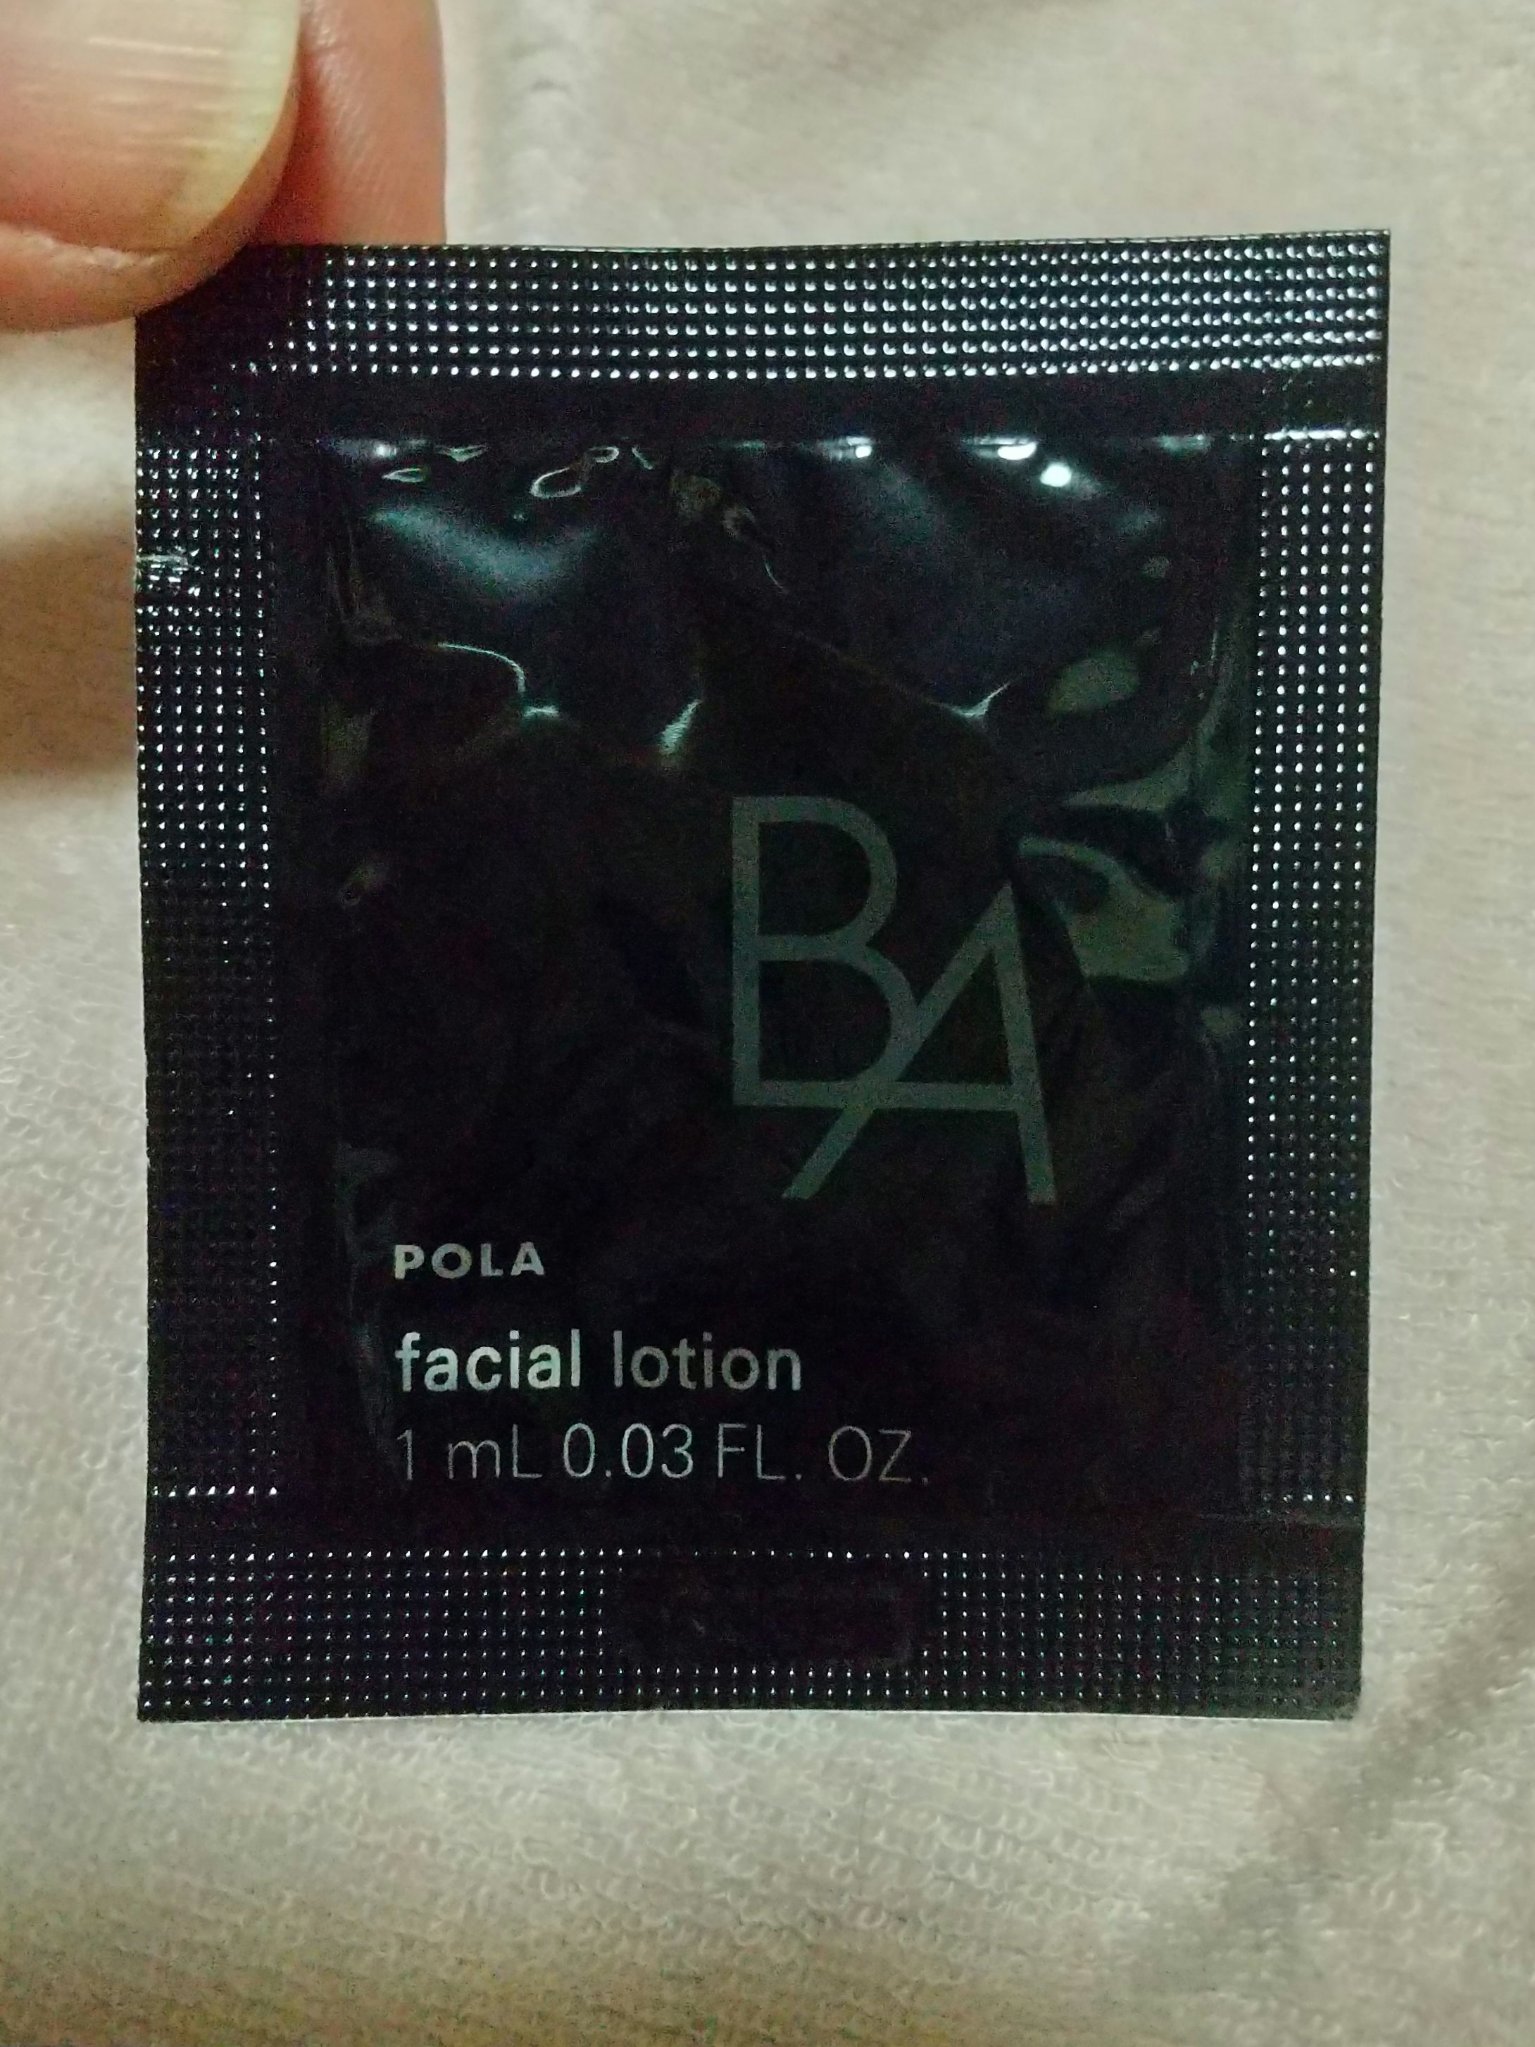 BA
POLA
facial lotion
1 mL 0.03 FL. OZ.